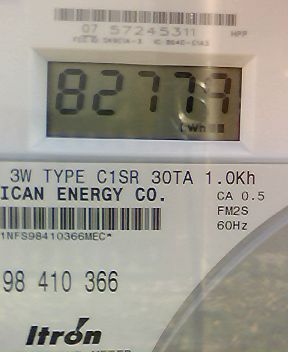 07 57245311 HPP
82779
kWh
3W TYPE C1SR 30TA 1.0Kh
ICAN ENERGY CO. CA 0.5
FM2S
60Hz
1NFS98410366MEC*
98 410 366
Itron